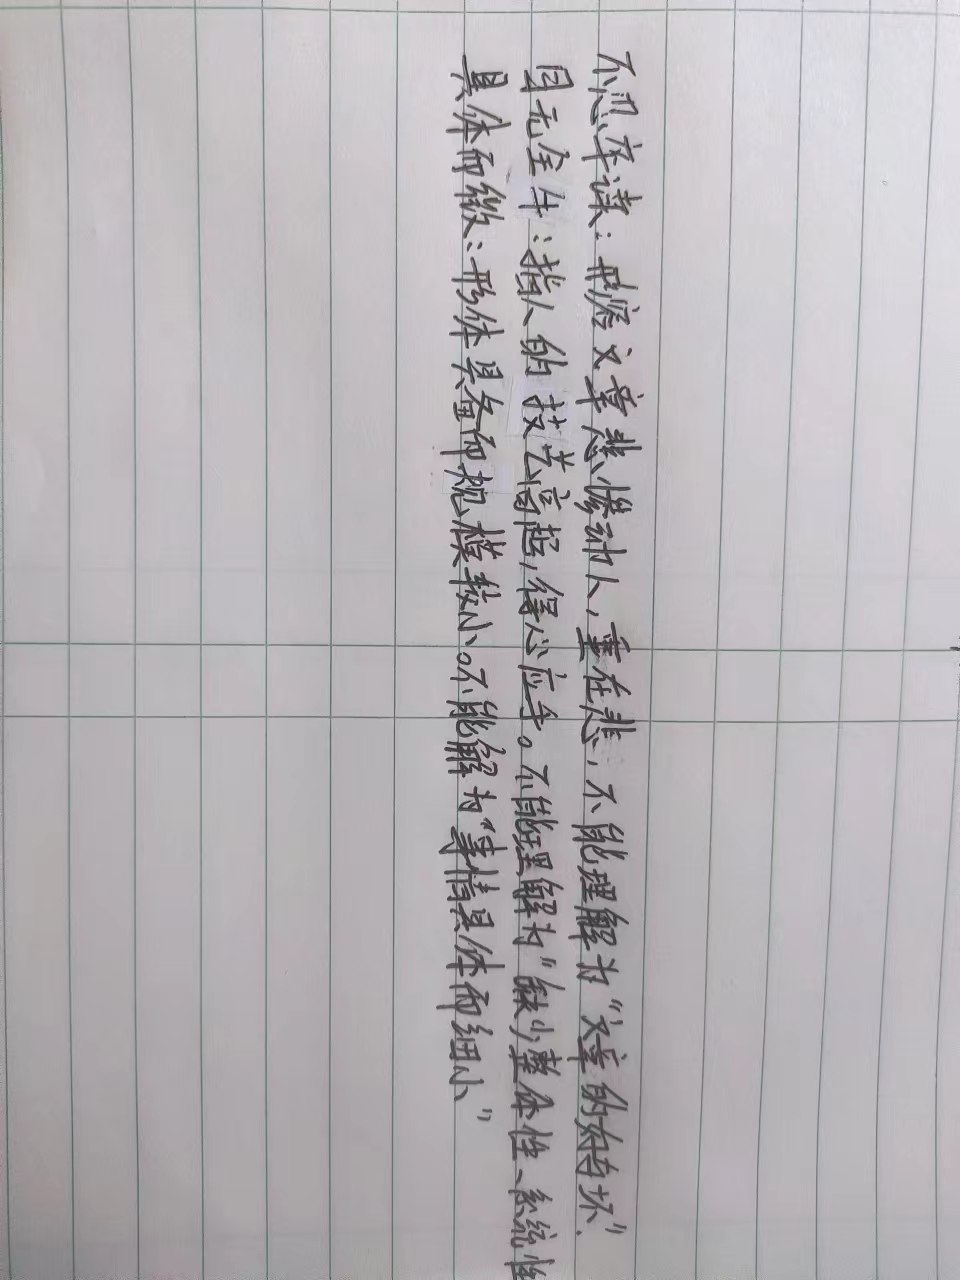 不忍卒读：形容文章悲惨动人，重在悲，不能理解为“文章的好与坏”.
目无全牛：指人的技艺高超，得心应手。不能理解为“缺少整体性、系统性
具体而微：形体具备而规模较小。不能解为“事情具体而细小”